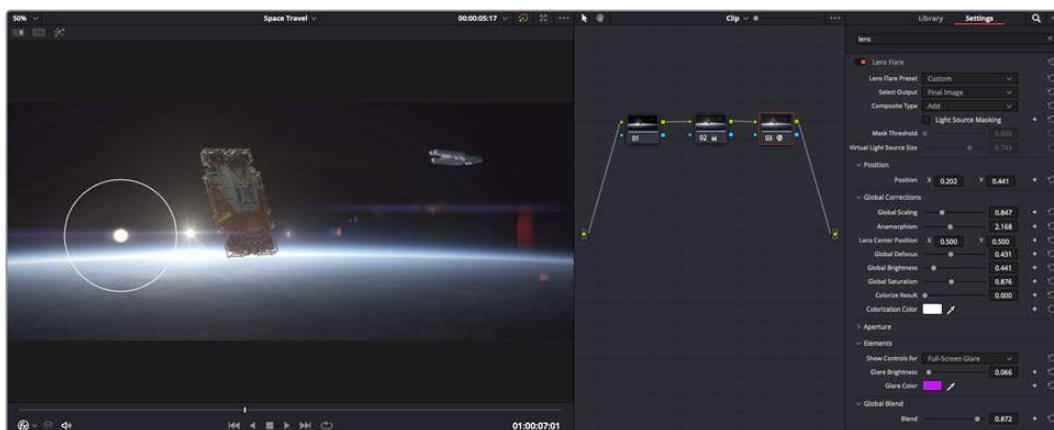 50% Space Travel 00:00:05:17 Clip Library Settings
lens
Lens Flare
Lens Flare Preset Custom
Select Output Final Image
Composite Type Add
Light Source Masking
Mask Threshold 0.800
Virtual Light Source Size 0.743
Position
Position X 0.202 Y 0.441
Global Corrections
Global Scaling 0.847
Anamorphism 2.168
Lens Center Position X 0.500 Y 0.500
Global Defocus 0.431
Global Brightness 0.441
Global Saturation 0.876
Colorize Result 0.000
Colorization Color
Aperture
Elements
Show Controls for Full-Screen Glare
Glare Brightness 0.066
Glare Color
Global Blend
Blend 0.872
01 02 03
01:00:07:01